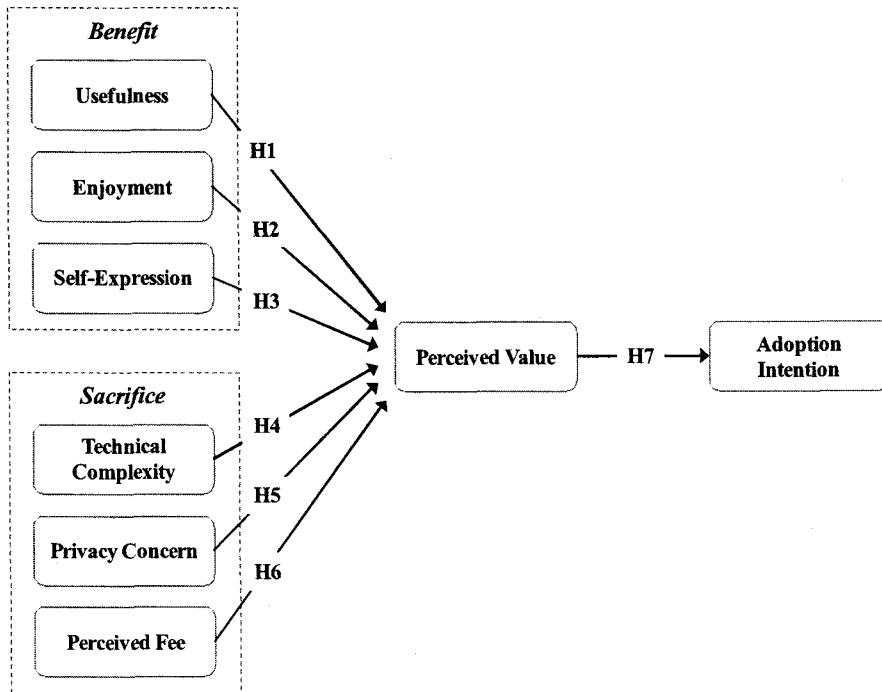 Benefit
Usefulness
H1
Enjoyment
H2
Self-Expression
H3
Perceived Value
H7
Adoption
Intention
Sacrifice
H4
Technical
Complexity
H5
Privacy Concern
H6
Perceived Fee